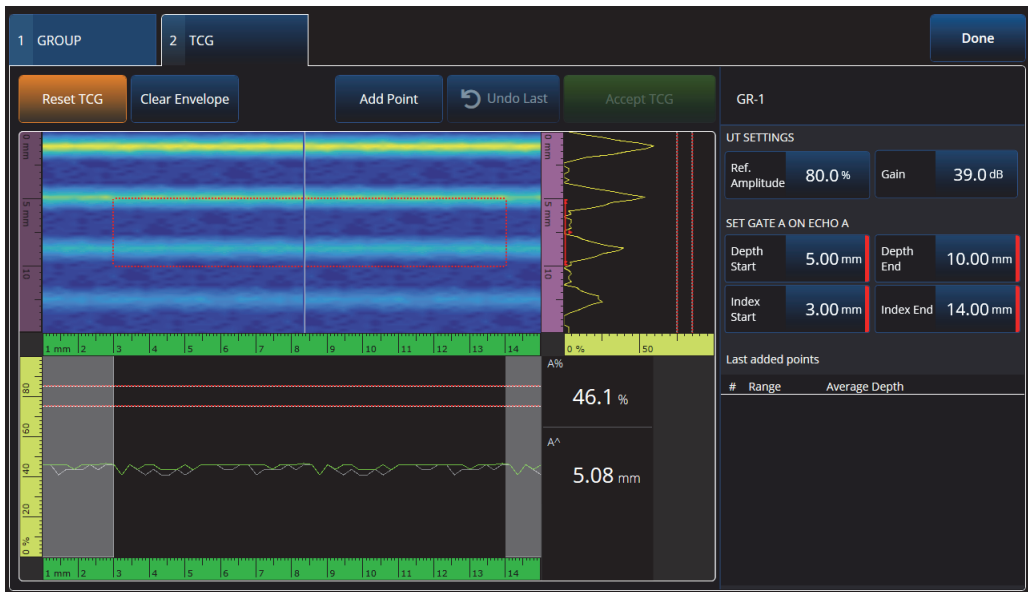 1 GROUP
2 TCG
Done
Reset TCG
Clear Envelope
Add Point
Undo Last
Accept TCG
GR-1
UT SETTINGS
Ref. Amplitude 80.0 %
Gain 39.0 dB
SET GATE A ON ECHO A
Depth Start 5.00 mm
Depth End 10.00 mm
Index Start 3.00 mm
Index End 14.00 mm
Last added points
# Range Average Depth
0 mm
5 mm
10
0 mm
5 mm
10
1 mm 2 3 4 5 6 7 8 9 10 11 12 13 14
0 % 50
80
60
40
20
0 %
A%
46.1 %
A^
5.08 mm
1 mm 2 3 4 5 6 7 8 9 10 11 12 13 14